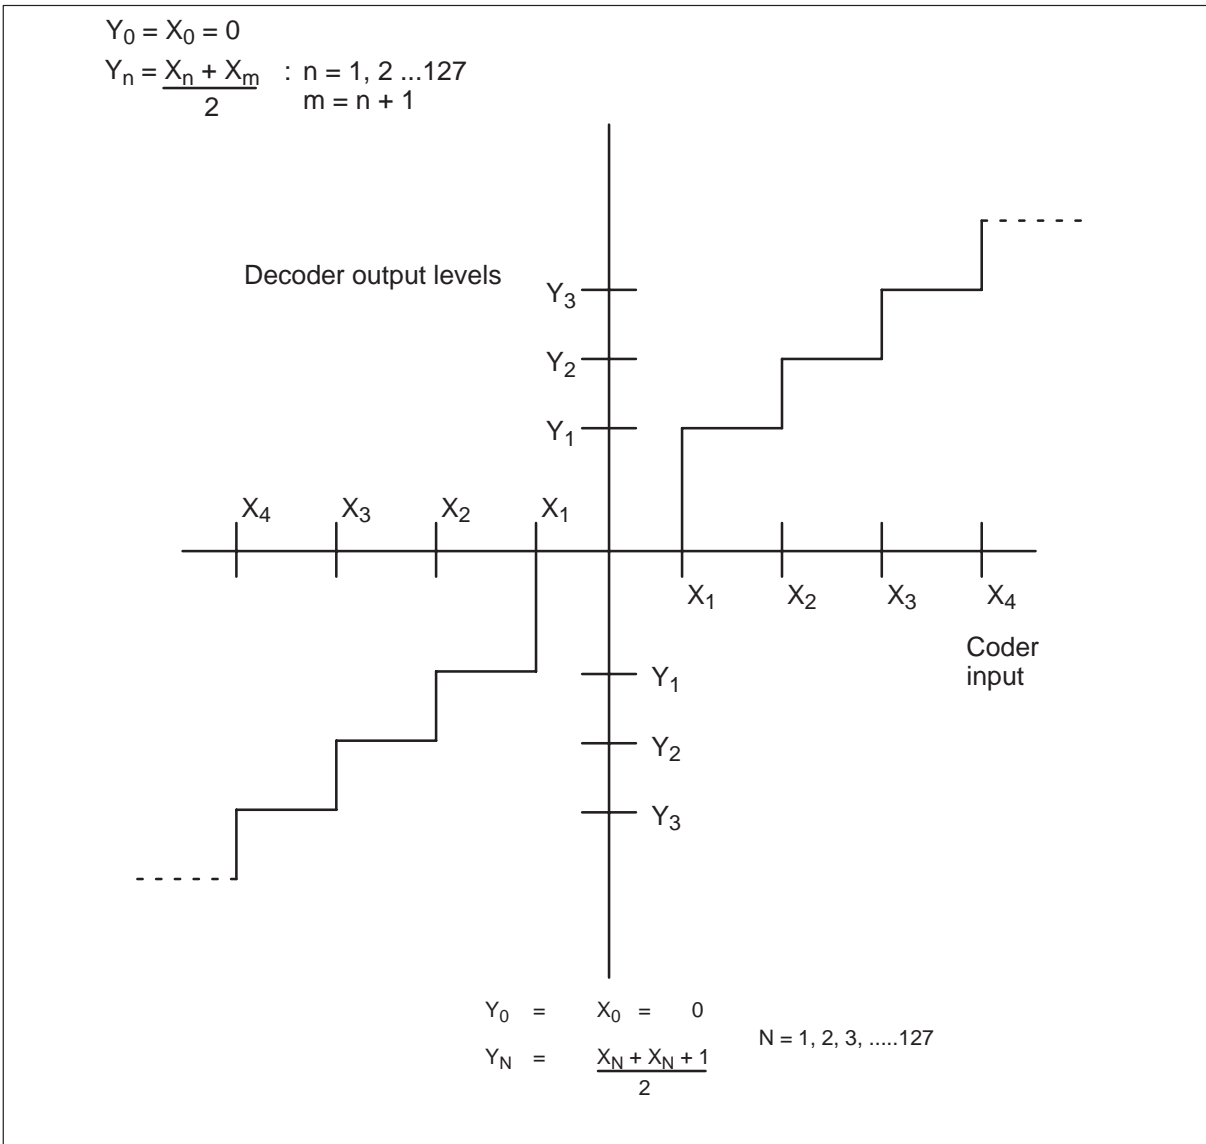 Y0 = X0 = 0
Yn = Xn + Xm : n = 1, 2 ...127
2
m = n + 1
Decoder output levels
Y3
Y2
Y1
X4 X3 X2 X1
X1 X2 X3 X4
Coder
input
Y1
Y2
Y3
Y0 = X0 = 0
N = 1, 2, 3, .....127
YN = XN + XN + 1
2